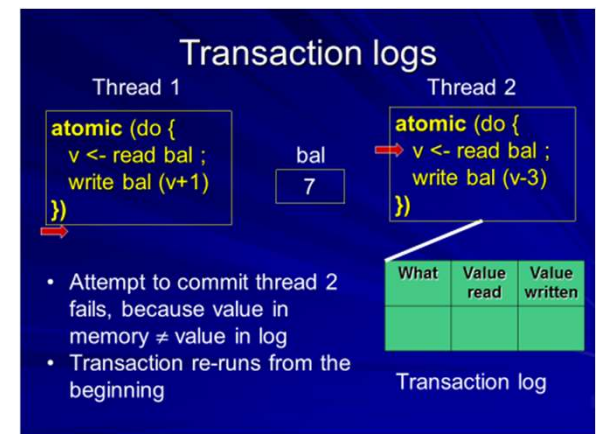 Transaction logs
Thread 1
atomic (do {
v <- read bal ;
write bal (v+1)
})
bal
7
Thread 2
atomic (do {
v <- read bal ;
write bal (v-3)
})
• Attempt to commit thread 2
fails, because value in
memory ≠ value in log
• Transaction re-runs from the
beginning
What Value read Value written
Transaction log